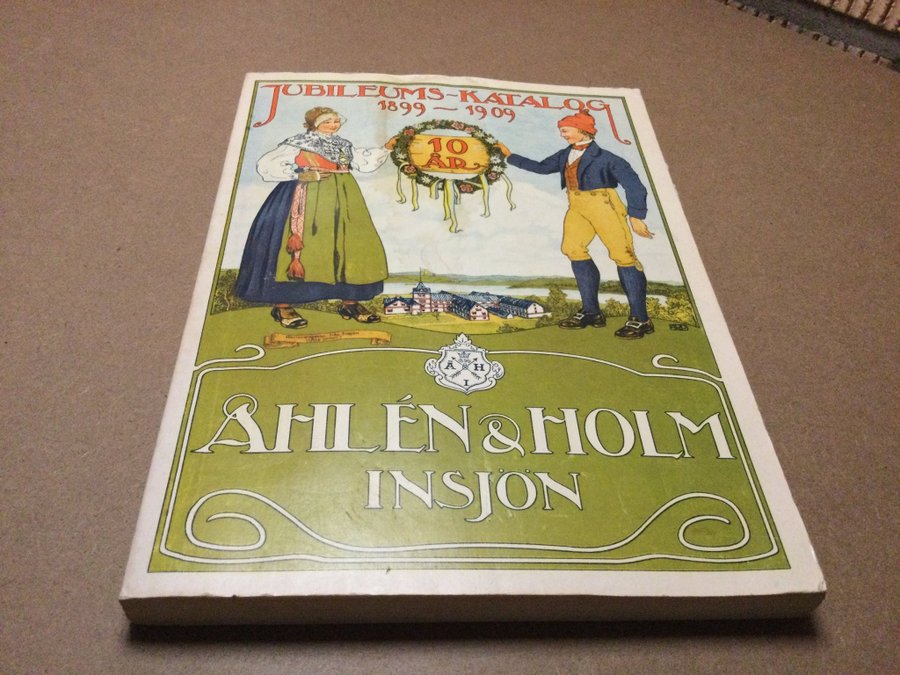 JUBILEUMS-KATALOG
1899 — 1909
10
ÅR.
Å H
I
ÅHLÉN & HOLM
INSJÖN